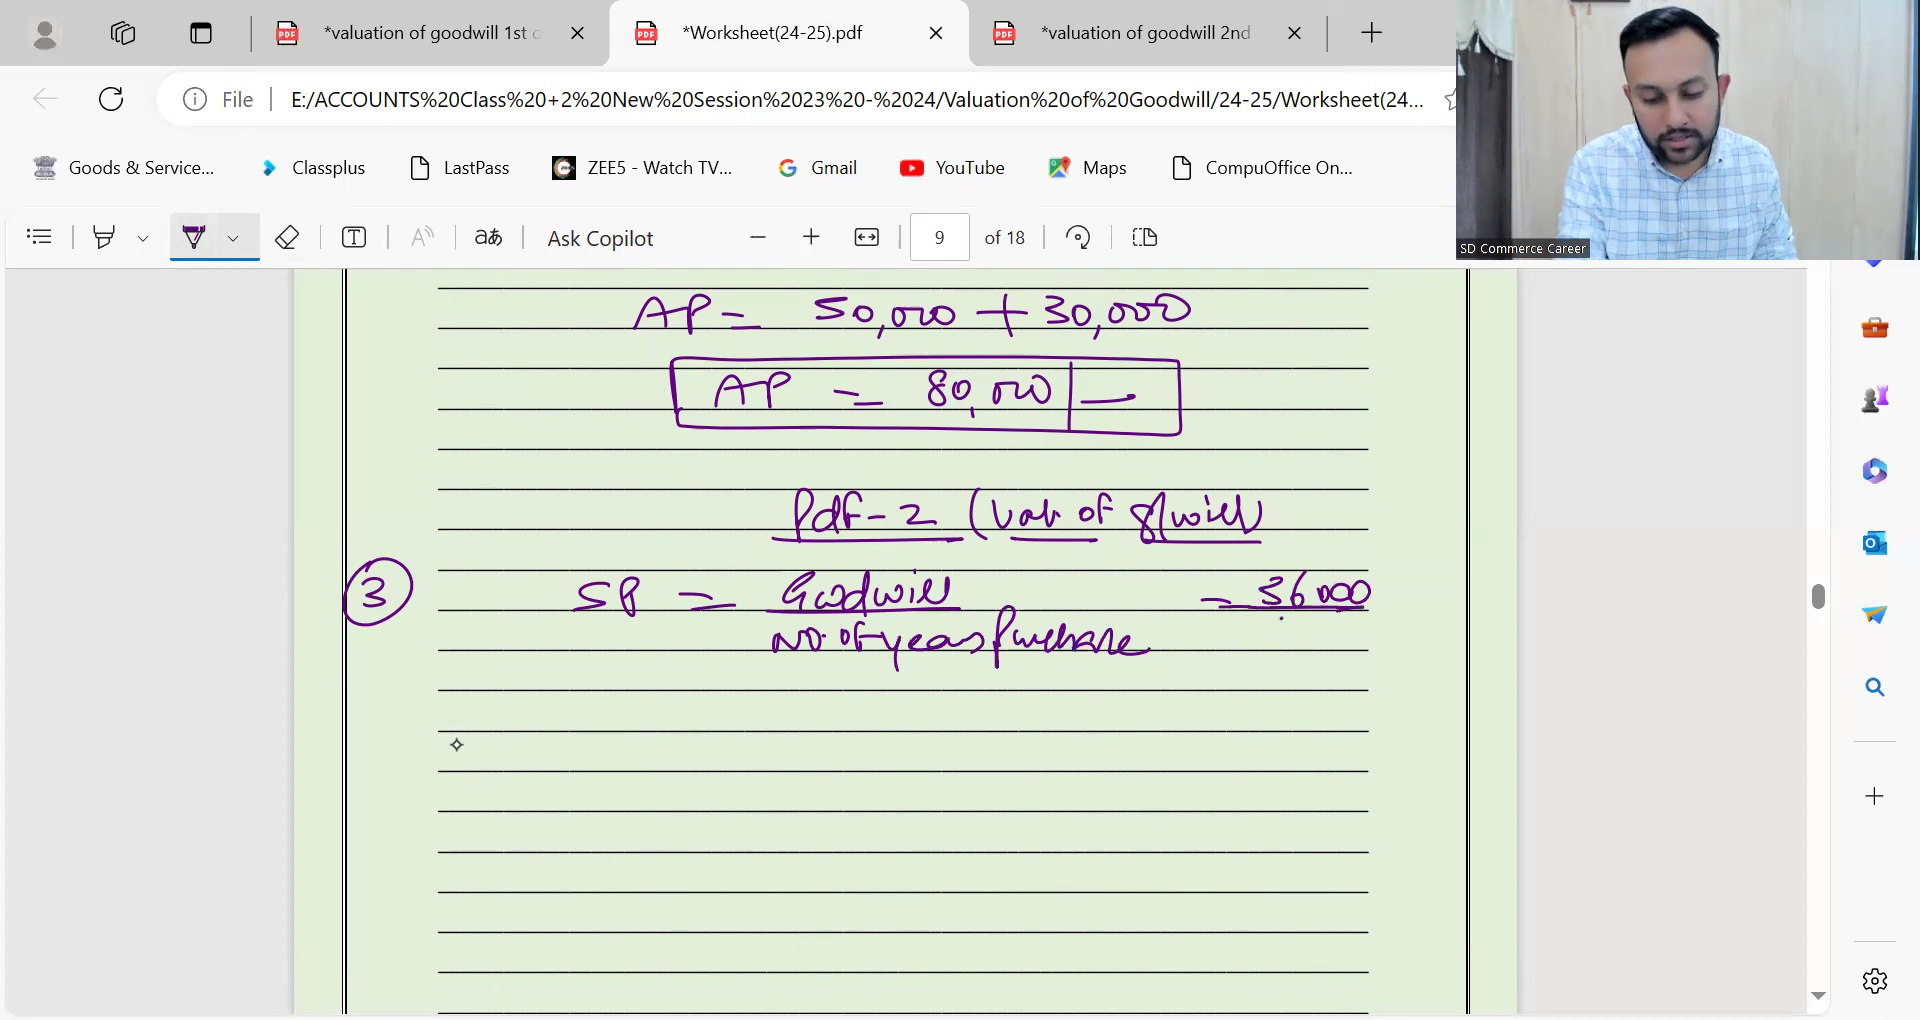 *valuation of goodwill 1st c
*Worksheet(24-25).pdf
*valuation of goodwill 2nd
File
E:/ACCOUNTS%20Class%20+2%20New%20Session%2023%20-%2024/Valuation%20of%20Goodwill/24-25/Worksheet(24...
Goods & Service...
Classplus
LastPass
ZEE5 - Watch TV...
Gmail
YouTube
Maps
CompuOffice On...
Ask Copilot
9 of 18
SD Commerce Career
AP = 50,000 + 30,000
AP = 80,000 | —
Pdf-2 (Val. of g/will)
3 SP = Goodwill = 36000
No. of years Purchase